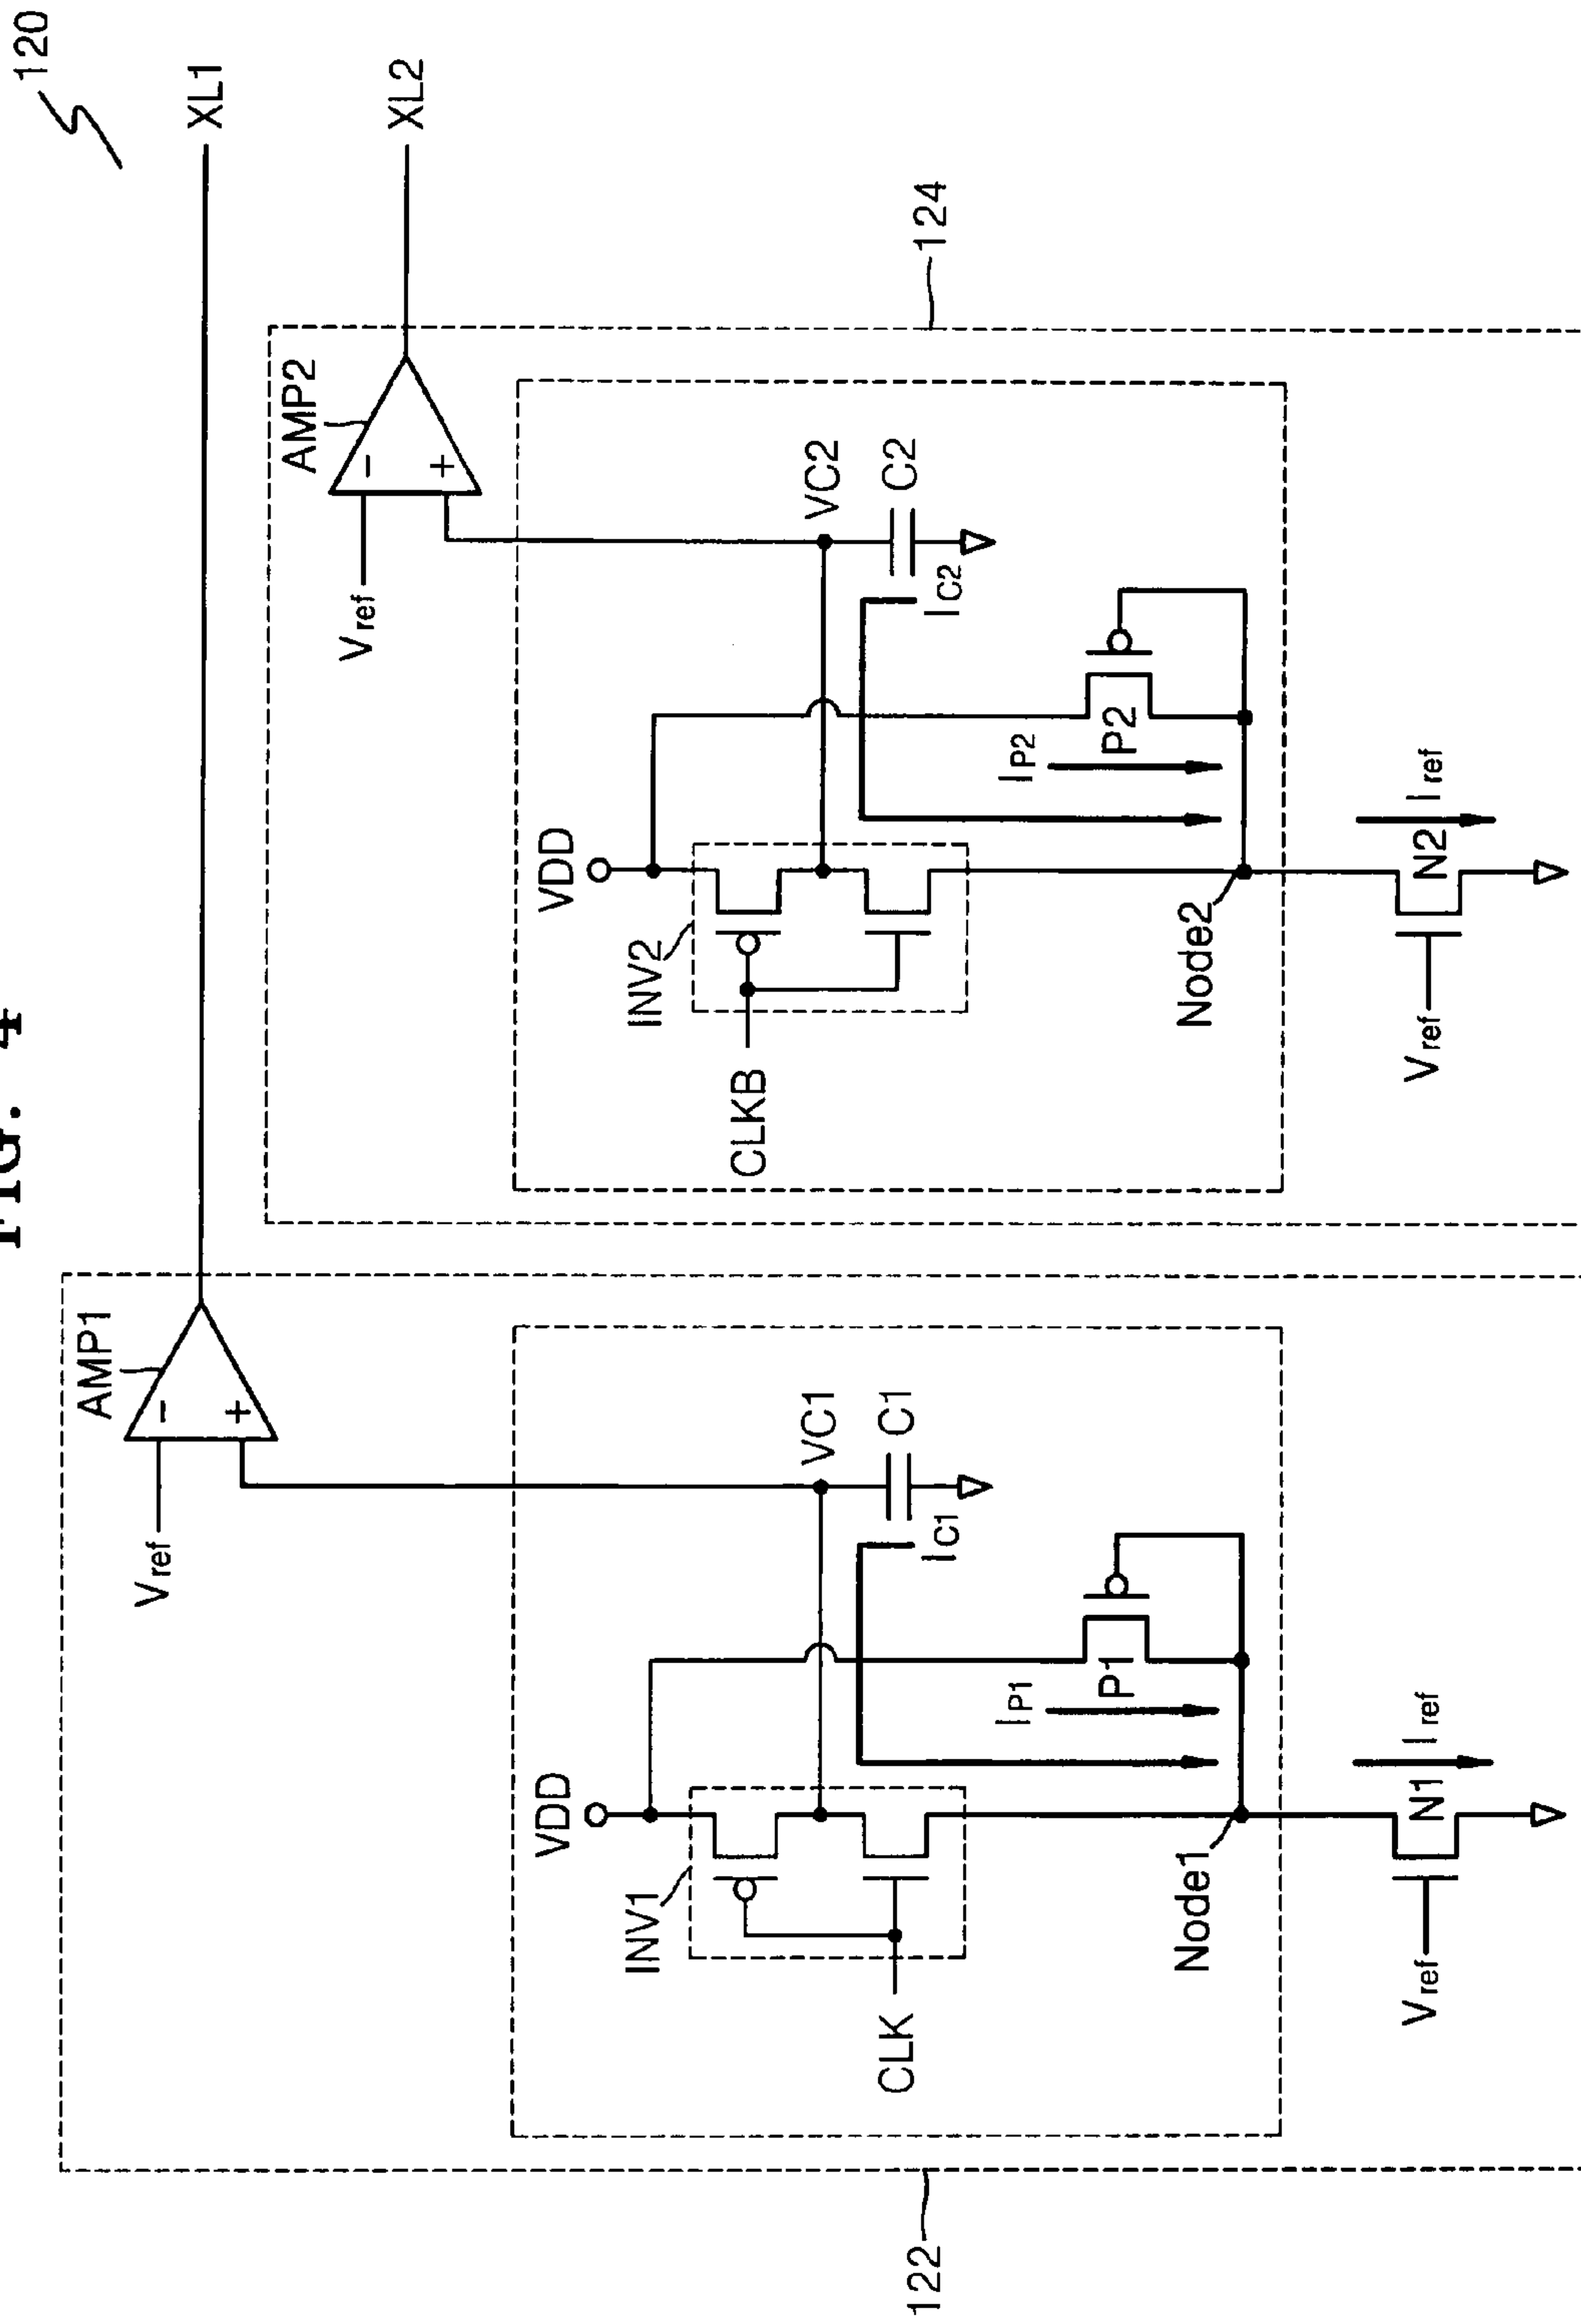 FIG. 4
120
XL1
XL2
122
124
AMP1
-
+
Vref
VDD
INV1
CLK
VC1
C1
IC1
IP1
P1
Node1
Iref
N1
Vref
AMP2
-
+
Vref
VDD
INV2
CLKB
VC2
C2
IC2
IP2
P2
Node2
Iref
N2
Vref